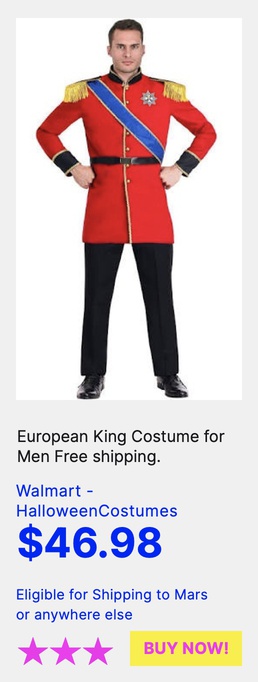 European King Costume for
Men Free shipping.
Walmart -
HalloweenCostumes
$46.98
Eligible for Shipping to Mars
or anywhere else
BUY NOW!